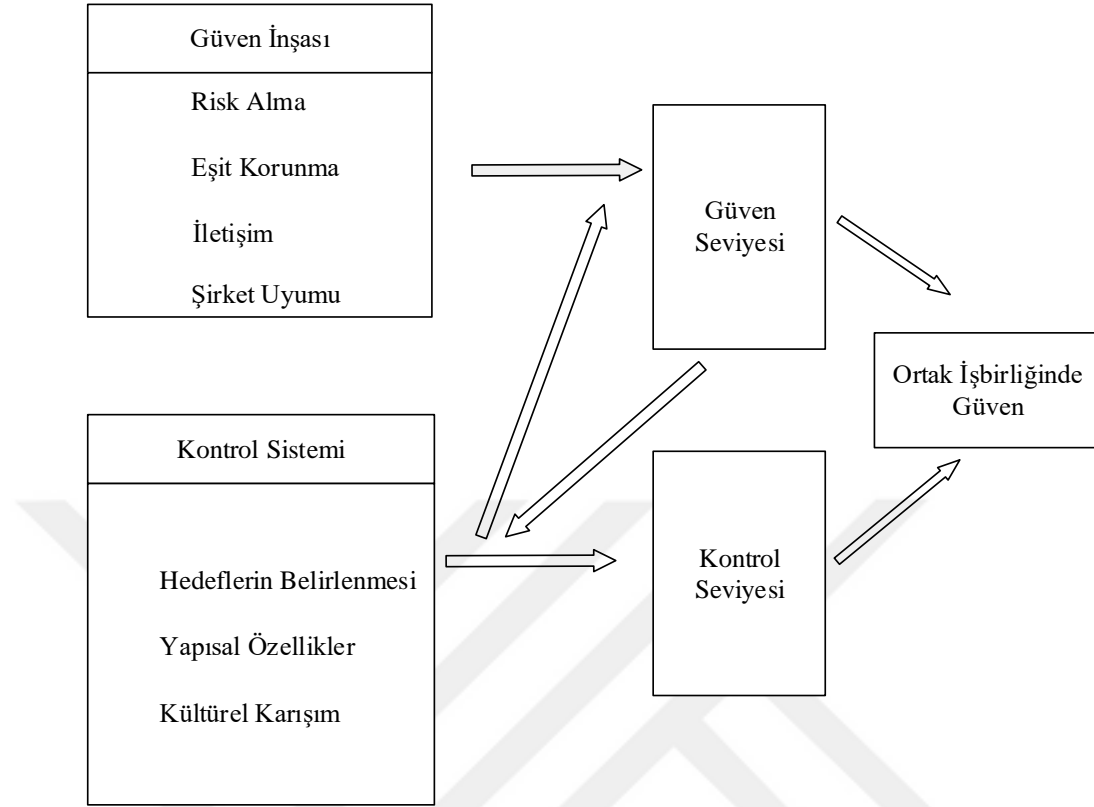 Güven İnşası
Risk Alma
Eşit Korunma
İletişim
Şirket Uyumu
Güven
Seviyesi
Ortak İşbirliğinde
Güven
Kontrol Sistemi
Hedeflerin Belirlenmesi
Yapısal Özellikler
Kültürel Karışım
Kontrol
Seviyesi